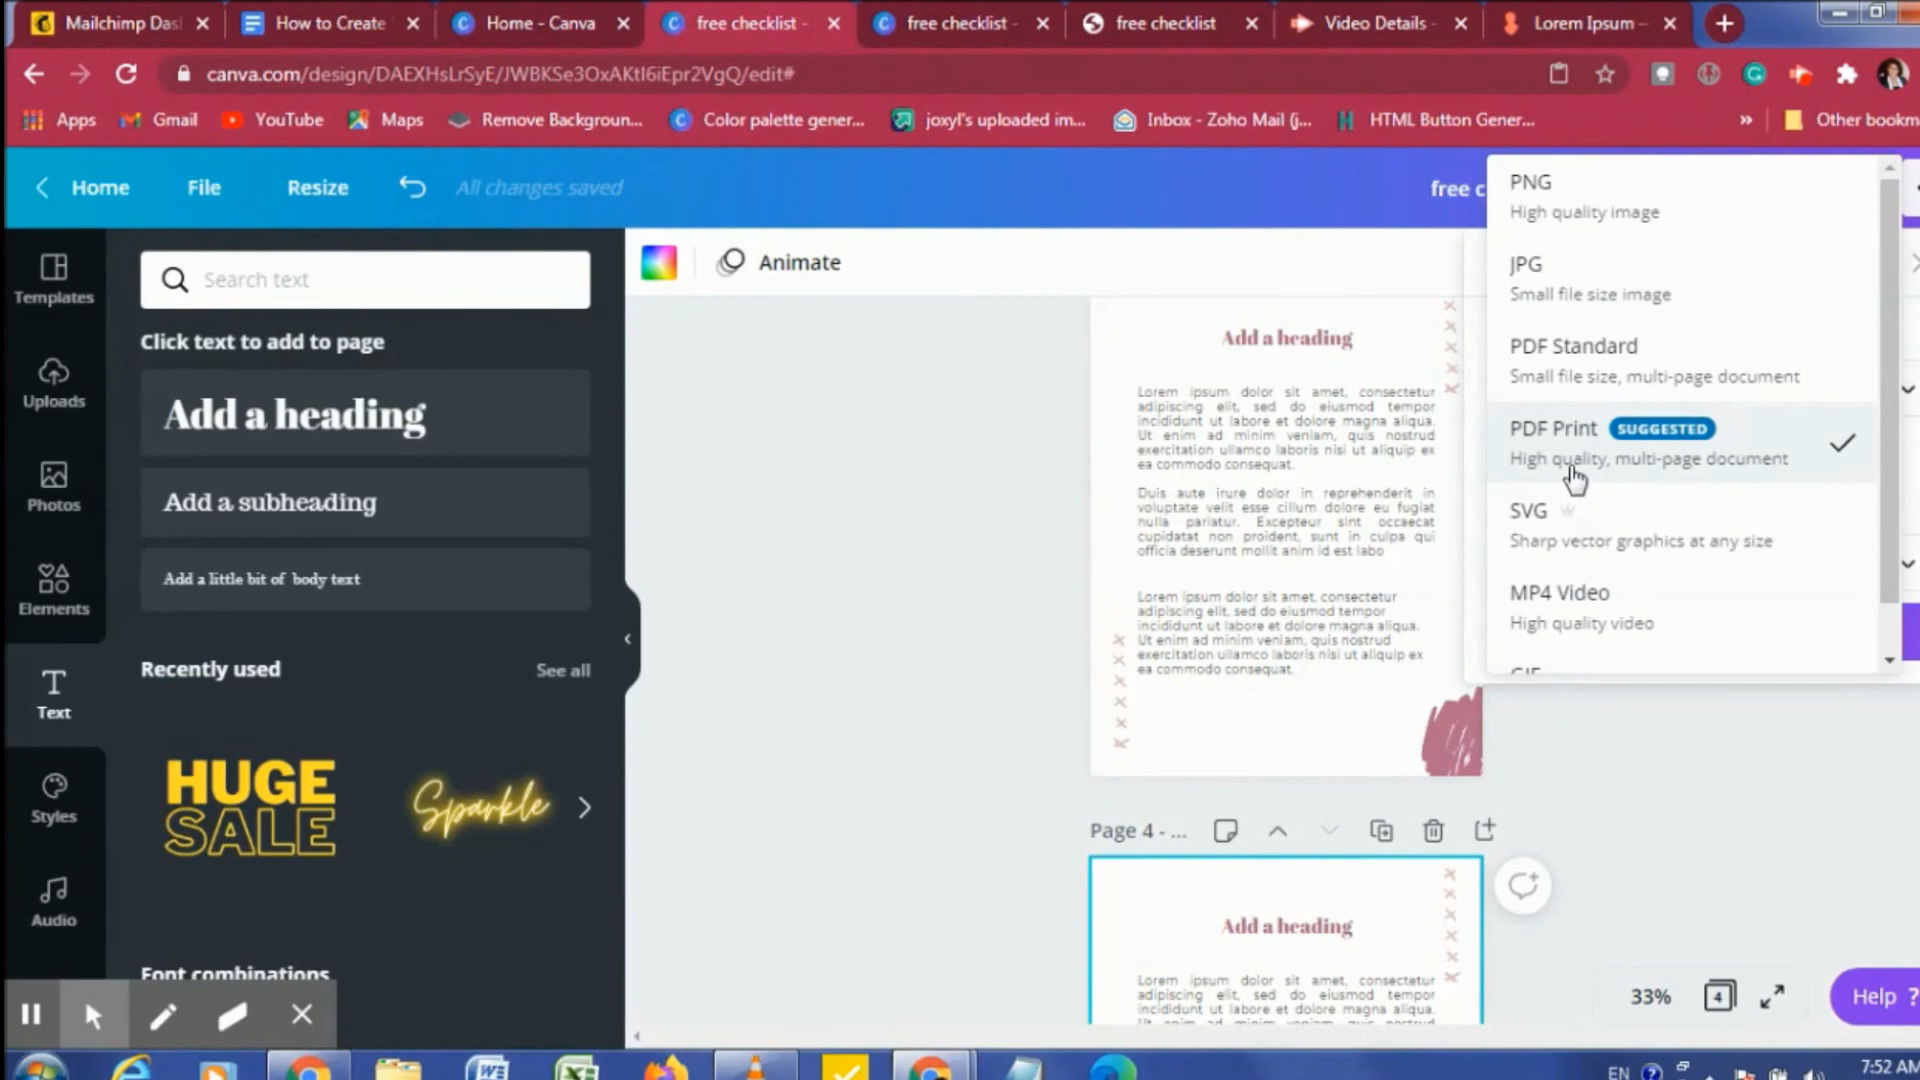 Mailchimp Das
How to Create
Home - Canva
free checklist -
free checklist -
free checklist
Video Details -
Lorem Ipsum –
canva.com/design/DAEXHsLrSyE/JWBKSe3OxAKtI6iEpr2VgQ/edit#
Apps
Gmail
YouTube
Maps
Remove Backgroun...
Color palette gener...
joxyl's uploaded im...
Inbox - Zoho Mail (j...
HTML Button Gener...
»
Other bookm
Home
File
Resize
All changes saved
free c
Templates
Uploads
Photos
Elements
Text
Styles
Audio
Search text
Click text to add to page
Add a heading
Add a subheading
Add a little bit of body text
Recently used
See all
HUGE
SALE
Sparkle
Font combinations
Animate
Add a heading
Lorem ipsum dolor sit amet, consectetur
adipiscing elit, sed do eiusmod tempor
incididunt ut labore et dolore magna aliqua.
Ut enim ad minim veniam, quis nostrud
exercitation ullamco laboris nisi ut aliquip ex
ea commodo consequat.
Duis aute irure dolor in reprehenderit in
voluptate velit esse cillum dolore eu fugiat
nulla pariatur. Excepteur sint occaecat
cupidatat non proident, sunt in culpa qui
officia deserunt mollit anim id est labo
Lorem ipsum dolor sit amet, consectetur
adipiscing elit, sed do eiusmod tempor
incididunt ut labore et dolore magna aliqua.
Ut enim ad minim veniam, quis nostrud
exercitation ullamco laboris nisi ut aliquip ex
ea commodo consequat.
Page 4 - ...
Add a heading
Lorem ipsum dolor sit amet, consectetur
adipiscing elit, sed do eiusmod tempor
incididunt ut labore et dolore magna aliqua.
Ut enim ad minim veniam, quis nostrud
PNG
High quality image
JPG
Small file size image
PDF Standard
Small file size, multi-page document
PDF Print SUGGESTED
High quality, multi-page document
SVG
Sharp vector graphics at any size
MP4 Video
High quality video
GIF
33%
4
Help ?
EN
7:52 AM